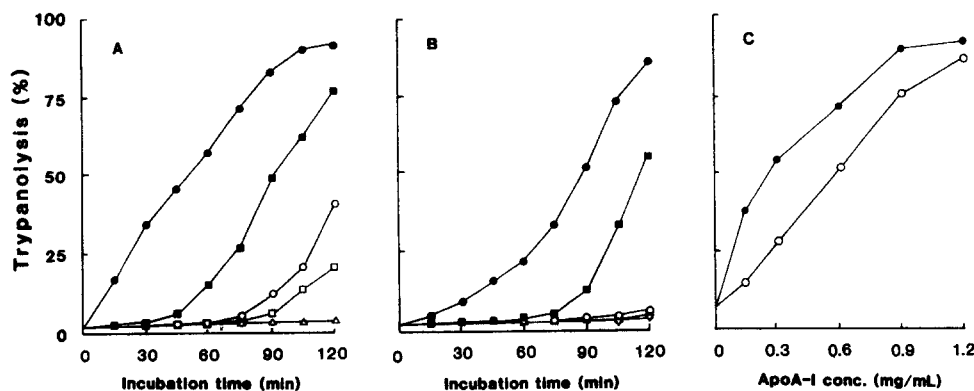 A
B
C
Trypanolysis (%)
100
75
50
25
0
0 30 60 90 120
0 30 60 90 120
0 0.3 0.6 0.9 1.2
Incubation time (min)
Incubation time (min)
ApoA-I conc. (mg/mL)